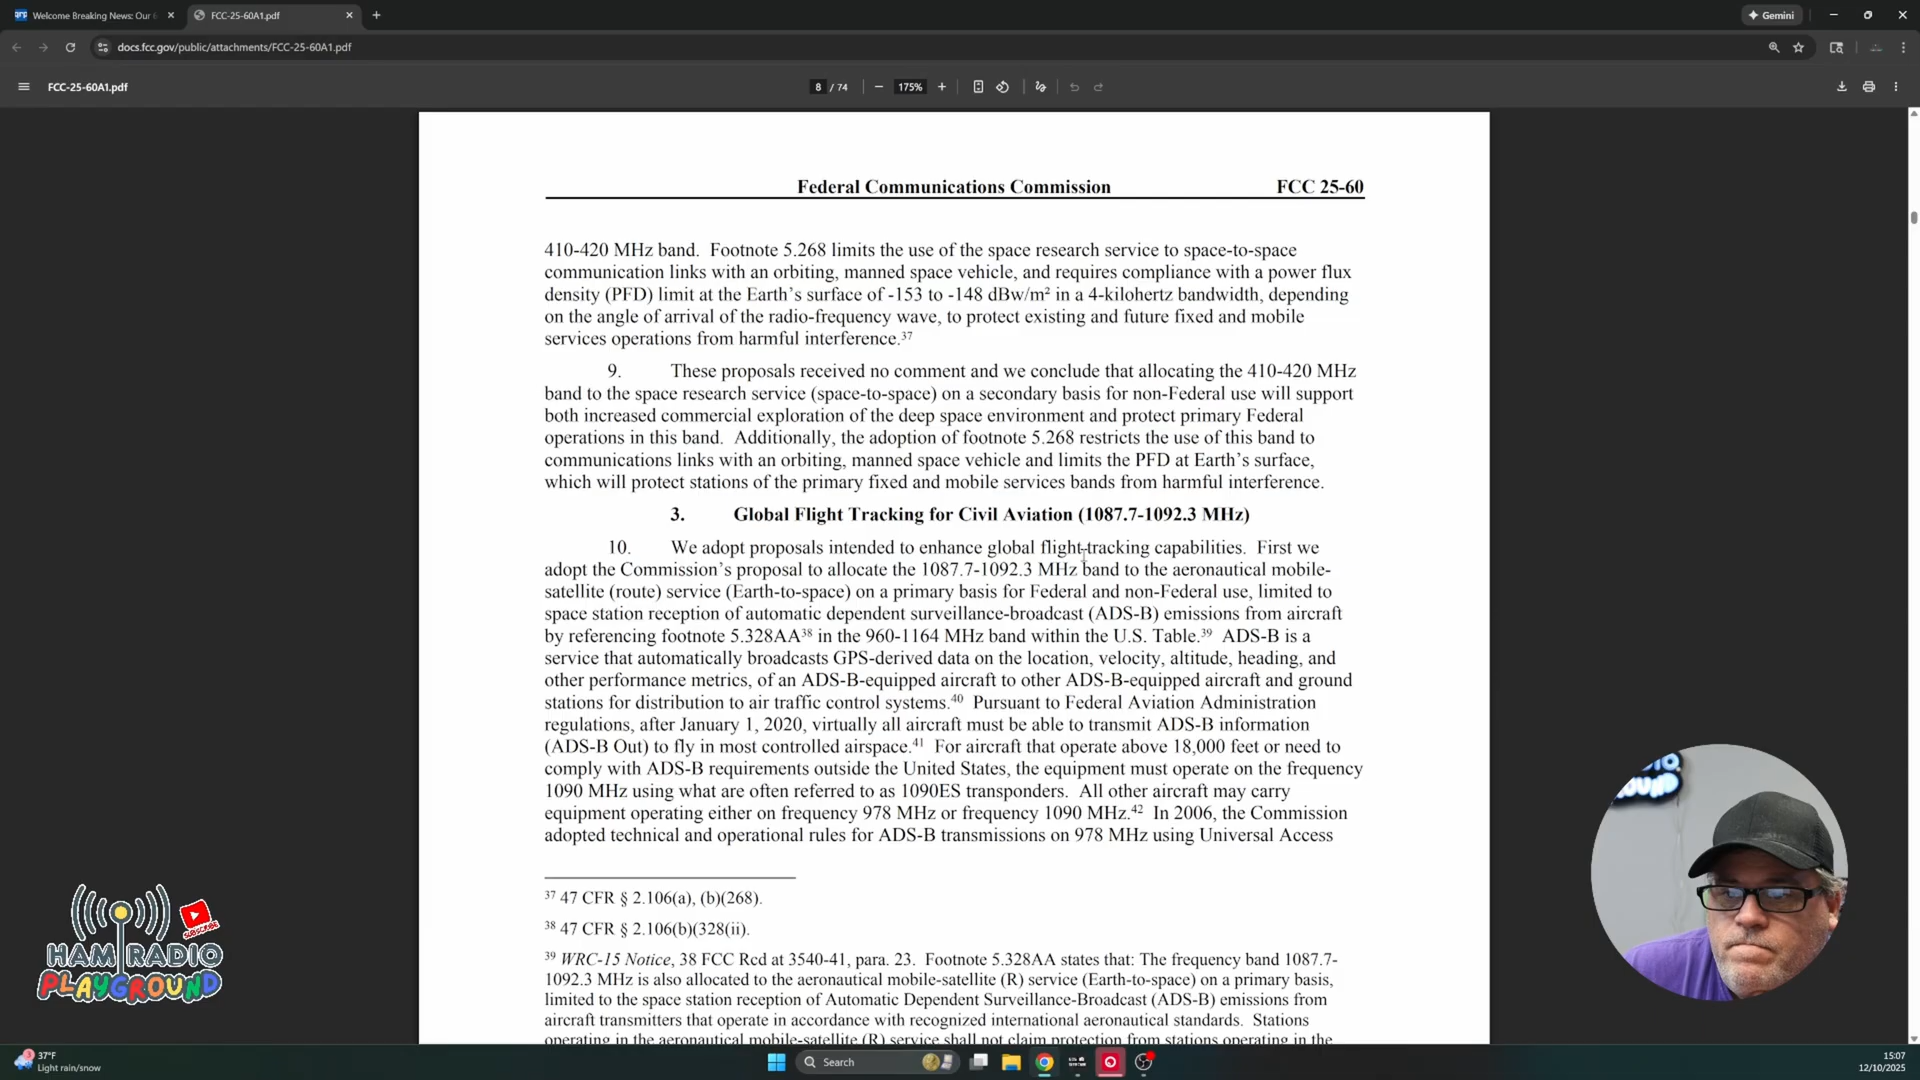 Welcome Breaking News: Our 6
FCC-25-60A1.pdf
Gemini
docs.fcc.gov/public/attachments/FCC-25-60A1.pdf
FCC-25-60A1.pdf
8 / 74
175%
Federal Communications Commission FCC 25-60
410-420 MHz band. Footnote 5.268 limits the use of the space research service to space-to-space
communication links with an orbiting, manned space vehicle, and requires compliance with a power flux
density (PFD) limit at the Earth’s surface of -153 to -148 dBw/m² in a 4-kilohertz bandwidth, depending
on the angle of arrival of the radio-frequency wave, to protect existing and future fixed and mobile
services operations from harmful interference.37
9. These proposals received no comment and we conclude that allocating the 410-420 MHz
band to the space research service (space-to-space) on a secondary basis for non-Federal use will support
both increased commercial exploration of the deep space environment and protect primary Federal
operations in this band. Additionally, the adoption of footnote 5.268 restricts the use of this band to
communications links with an orbiting, manned space vehicle and limits the PFD at Earth’s surface,
which will protect stations of the primary fixed and mobile services bands from harmful interference.
3. Global Flight Tracking for Civil Aviation (1087.7-1092.3 MHz)
10. We adopt proposals intended to enhance global flight-tracking capabilities. First we
adopt the Commission’s proposal to allocate the 1087.7-1092.3 MHz band to the aeronautical mobile-
satellite (route) service (Earth-to-space) on a primary basis for Federal and non-Federal use, limited to
space station reception of automatic dependent surveillance-broadcast (ADS-B) emissions from aircraft
by referencing footnote 5.328AA38 in the 960-1164 MHz band within the U.S. Table.39 ADS-B is a
service that automatically broadcasts GPS-derived data on the location, velocity, altitude, heading, and
other performance metrics, of an ADS-B-equipped aircraft to other ADS-B-equipped aircraft and ground
stations for distribution to air traffic control systems.40 Pursuant to Federal Aviation Administration
regulations, after January 1, 2020, virtually all aircraft must be able to transmit ADS-B information
(ADS-B Out) to fly in most controlled airspace.41 For aircraft that operate above 18,000 feet or need to
comply with ADS-B requirements outside the United States, the equipment must operate on the frequency
1090 MHz using what are often referred to as 1090ES transponders. All other aircraft may carry
equipment operating either on frequency 978 MHz or frequency 1090 MHz.42 In 2006, the Commission
adopted technical and operational rules for ADS-B transmissions on 978 MHz using Universal Access
37 47 CFR § 2.106(a), (b)(268).
38 47 CFR § 2.106(b)(328(ii).
39 WRC-15 Notice, 38 FCC Rcd at 3540-41, para. 23. Footnote 5.328AA states that: The frequency band 1087.7-
1092.3 MHz is also allocated to the aeronautical mobile-satellite (R) service (Earth-to-space) on a primary basis,
limited to the space station reception of Automatic Dependent Surveillance-Broadcast (ADS-B) emissions from
aircraft transmitters that operate in accordance with recognized international aeronautical standards. Stations
operating in the aeronautical mobile-satellite (R) service shall not claim protection from stations operating in the
SUBSCRIBE
HAM RADIO
PLAYGROUND
37°F
Light rain/snow
Search
15:07
12/10/2025